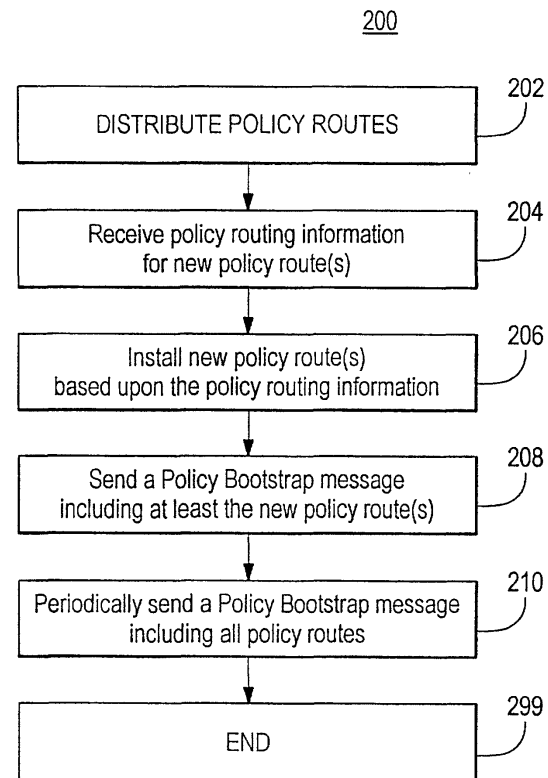 200
202
DISTRIBUTE POLICY ROUTES
204
Receive policy routing information
for new policy route(s)
206
Install new policy route(s)
based upon the policy routing information
208
Send a Policy Bootstrap message
including at least the new policy route(s)
210
Periodically send a Policy Bootstrap message
including all policy routes
299
END